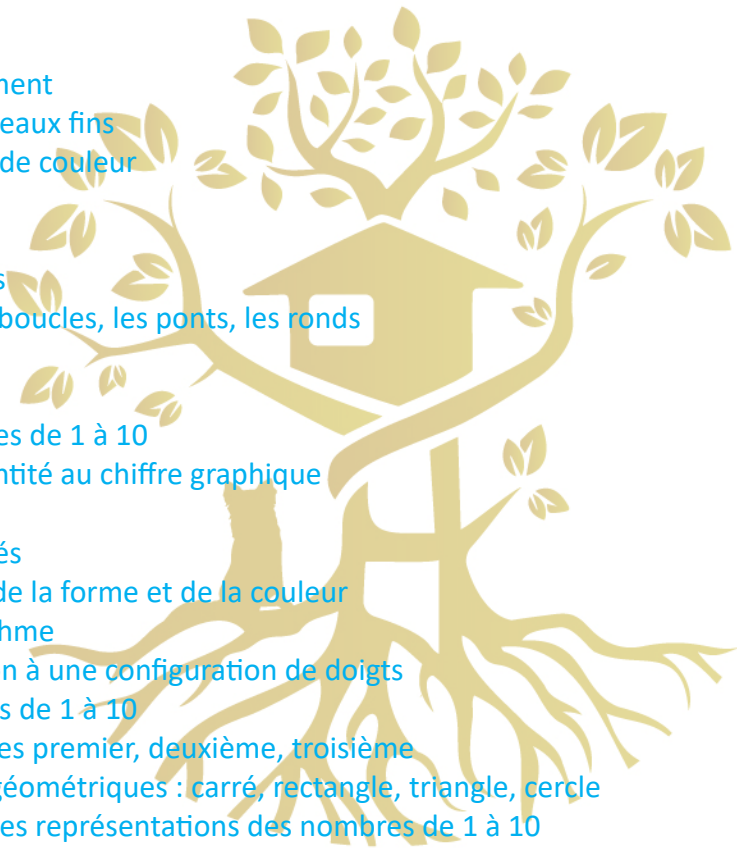 ment
eaux fins
de couleur
s
boucles, les ponts, les ronds
es de 1 à 10
ntité au chiffre graphique
és
de la forme et de la couleur
hme
n à une configuration de doigts
s de 1 à 10
es premier, deuxième, troisième
géométriques : carré, rectangle, triangle, cercle
es représentations des nombres de 1 à 10